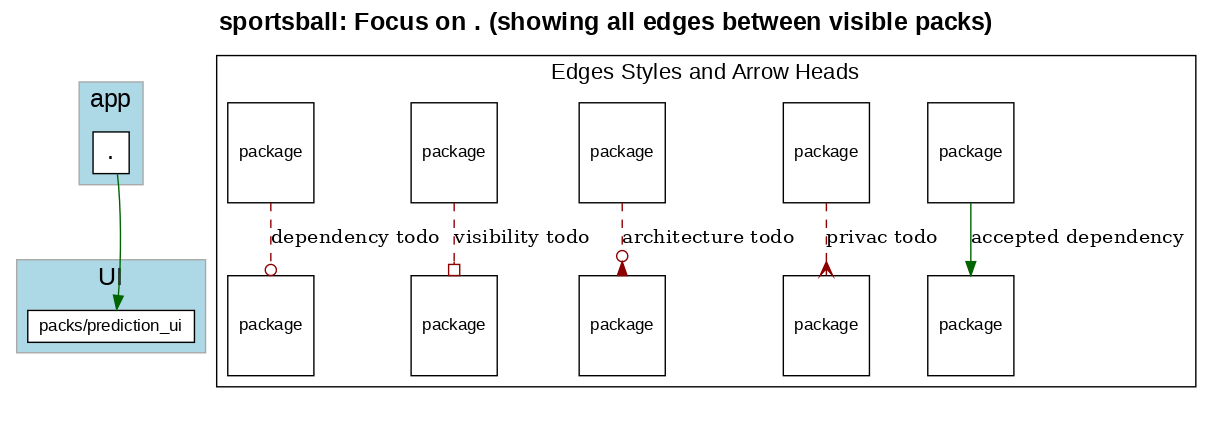 sportsball: Focus on . (showing all edges between visible packs)
app
.
UI
packs/prediction_ui
Edges Styles and Arrow Heads
package
package
package
package
package
dependency todo
visibility todo
architecture todo
privac todo
accepted dependency
package
package
package
package
package